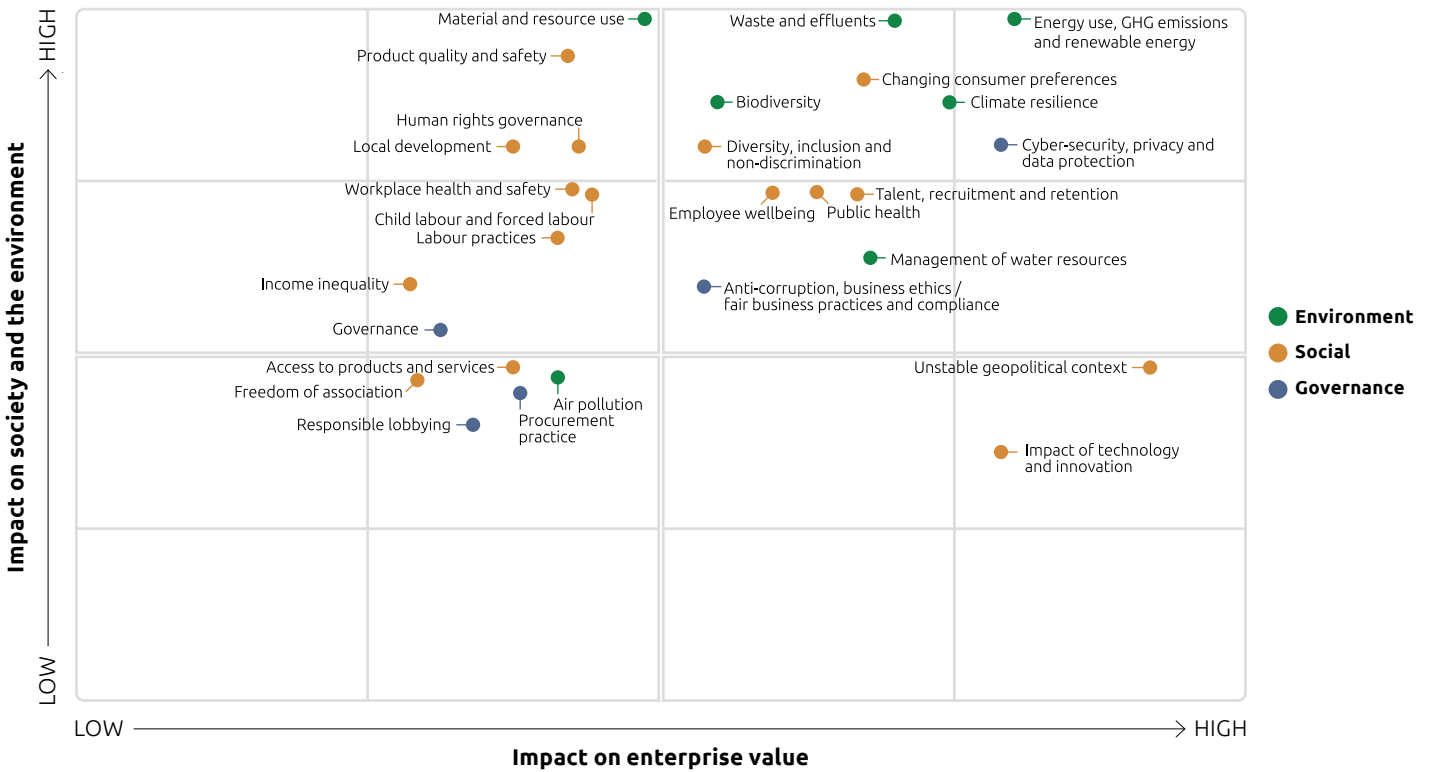 HIGH
Material and resource use
Waste and effluents
Energy use, GHG emissions
and renewable energy
Product quality and safety
Changing consumer preferences
Biodiversity
Climate resilience
Human rights governance
Local development
Diversity, inclusion and
non-discrimination
Cyber-security, privacy and
data protection
Workplace health and safety
Child labour and forced labour
Labour practices
Employee wellbeing
Public health
Talent, recruitment and retention
Management of water resources
Income inequality
Anti-corruption, business ethics /
fair business practices and compliance
Governance
Access to products and services
Freedom of association
Air pollution
Procurement
practice
Responsible lobbying
Unstable geopolitical context
Impact of technology
and innovation
Environment
Social
Governance
Impact on society and the environment
LOW
LOW
HIGH
Impact on enterprise value